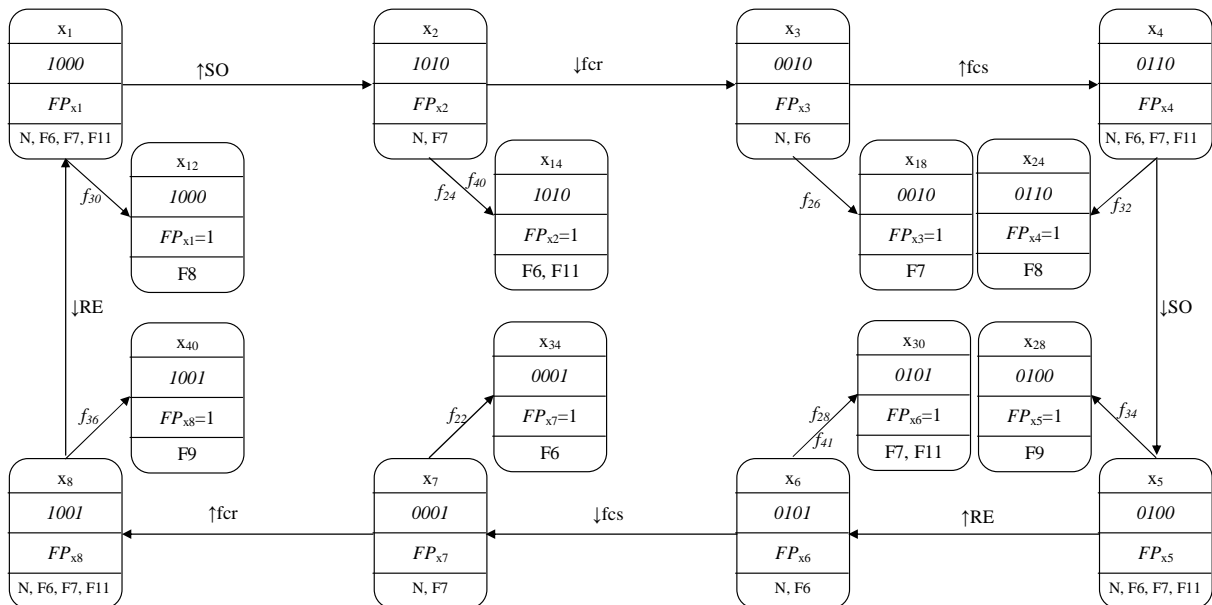 x1
1000
FPx1
N, F6, F7, F11
↑SO
x2
1010
FPx2
N, F7
↓fcr
x3
0010
FPx3
N, F6
↑fcs
x4
0110
FPx4
N, F6, F7, F11
f30
x12
1000
FPx1=1
F8
f24
f40
x14
1010
FPx2=1
F6, F11
f26
x18
0010
FPx3=1
F7
x24
0110
FPx4=1
F8
f32
↓RE
↓SO
x40
1001
FPx8=1
F9
f36
x34
0001
FPx7=1
F6
f22
x30
0101
FPx6=1
F7, F11
f28
f41
x28
0100
FPx5=1
F9
f34
x8
1001
FPx8
N, F6, F7, F11
↑fcr
x7
0001
FPx7
N, F7
↓fcs
x6
0101
FPx6
N, F6
↑RE
x5
0100
FPx5
N, F6, F7, F11